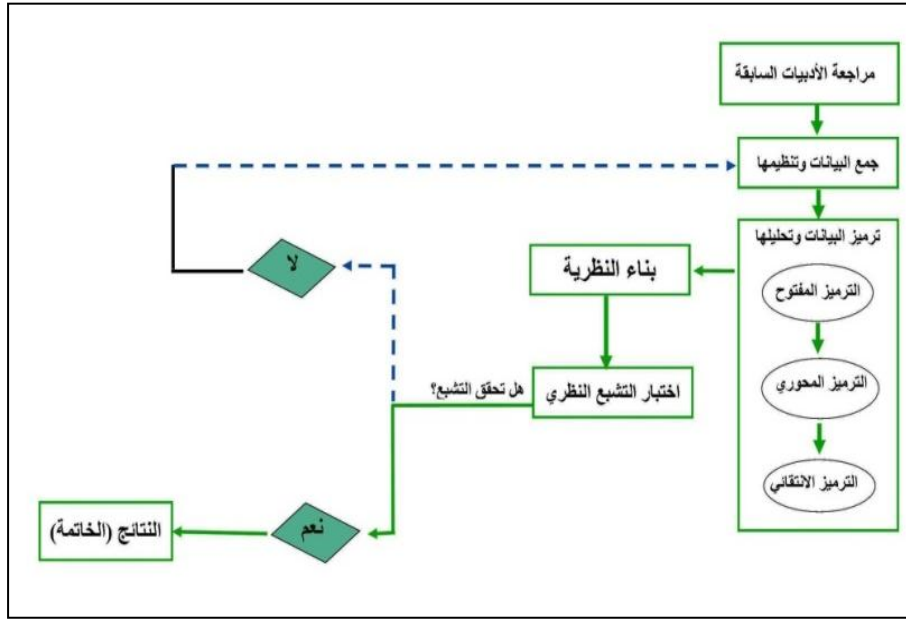 مراجعة الأدبيات السابقة
جمع البيانات وتنظيمها
ترميز البيانات وتحليلها
الترميز المفتوح
الترميز المحوري
الترميز الانتقائي
بناء النظرية
اختبار التشبع النظري
هل تحقق التشبع؟
لا
نعم
النتائج (الخاتمة)